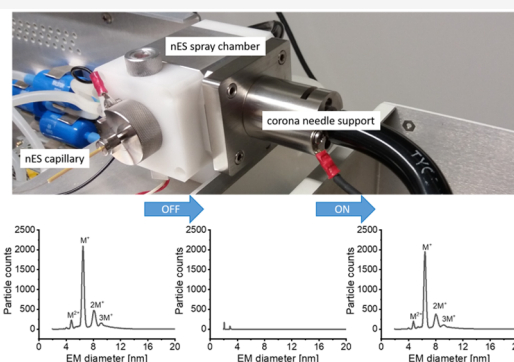 nES spray chamber
corona needle support
nES capillary
TYC
OFF
ON
2500
2000
1500
1000
500
0
Particle counts
M⁺
M²⁺
2M⁺
3M⁺
4 8 12 16 20
EM diameter [nm]
2500
2000
1500
1000
500
0
Particle counts
0 4 8 12 16 20
EM diameter [nm]
2500
2000
1500
1000
500
0
Particle counts
M⁺
M²⁺
2M⁺
3M⁺
4 8 12 16 20
EM diameter [nm]